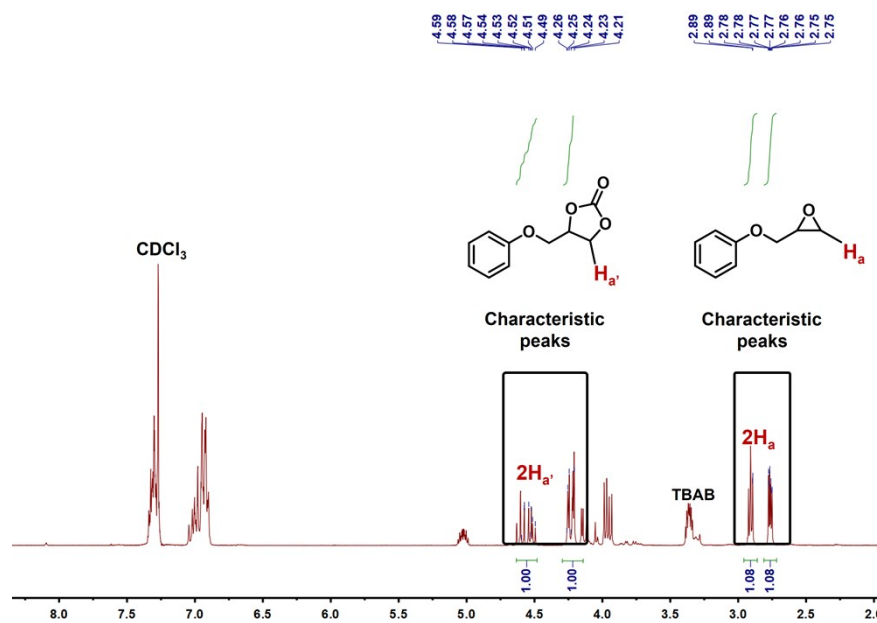 4.59
4.58
4.57
4.54
4.53
4.52
4.51
4.49
4.26
4.25
4.24
4.23
4.21
2.89
2.89
2.78
2.78
2.77
2.77
2.76
2.76
2.75
2.75
O
O
O
O
O
O
CDCl3
Ha'
Ha
Characteristic
peaks
Characteristic
peaks
2Ha'
2Ha
TBAB
1.00
1.00
1.08
1.08
8.0
7.5
7.0
6.5
6.0
5.5
5.0
4.5
4.0
3.5
3.0
2.5
2.0